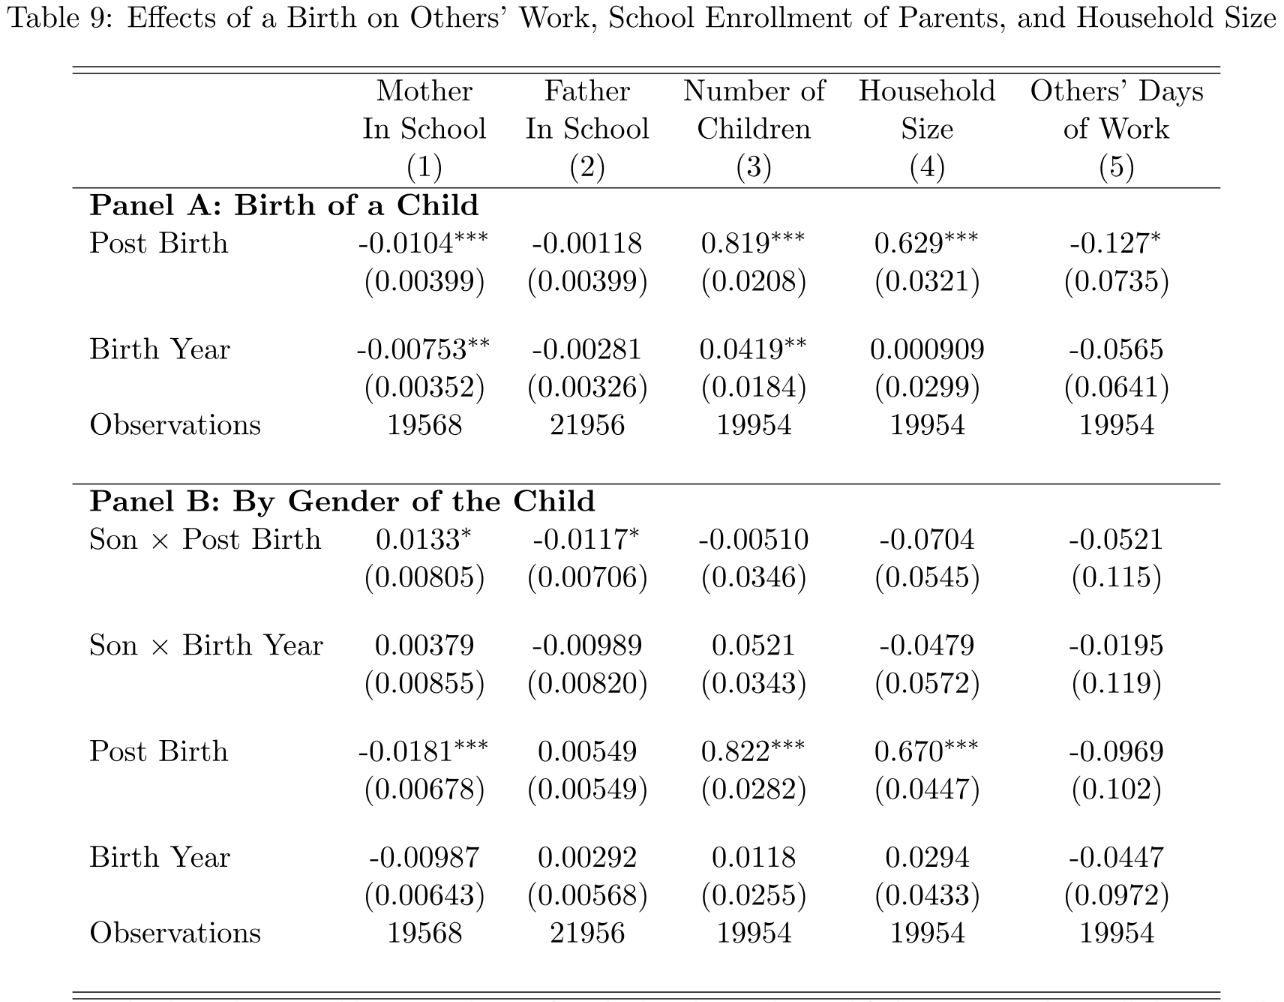 Table 9: Effects of a Birth on Others' Work, School Enrollment of Parents, and Household Size
Mother Father Number of Household Others' Days
In School In School Children Size of Work
(1) (2) (3) (4) (5)
Panel A: Birth of a Child
Post Birth -0.0104*** -0.00118 0.819*** 0.629*** -0.127*
(0.00399) (0.00399) (0.0208) (0.0321) (0.0735)
Birth Year -0.00753** -0.00281 0.0419** 0.000909 -0.0565
(0.00352) (0.00326) (0.0184) (0.0299) (0.0641)
Observations 19568 21956 19954 19954 19954
Panel B: By Gender of the Child
Son × Post Birth 0.0133* -0.0117* -0.00510 -0.0704 -0.0521
(0.00805) (0.00706) (0.0346) (0.0545) (0.115)
Son × Birth Year 0.00379 -0.00989 0.0521 -0.0479 -0.0195
(0.00855) (0.00820) (0.0343) (0.0572) (0.119)
Post Birth -0.0181*** 0.00549 0.822*** 0.670*** -0.0969
(0.00678) (0.00549) (0.0282) (0.0447) (0.102)
Birth Year -0.00987 0.00292 0.0118 0.0294 -0.0447
(0.00643) (0.00568) (0.0255) (0.0433) (0.0972)
Observations 19568 21956 19954 19954 19954